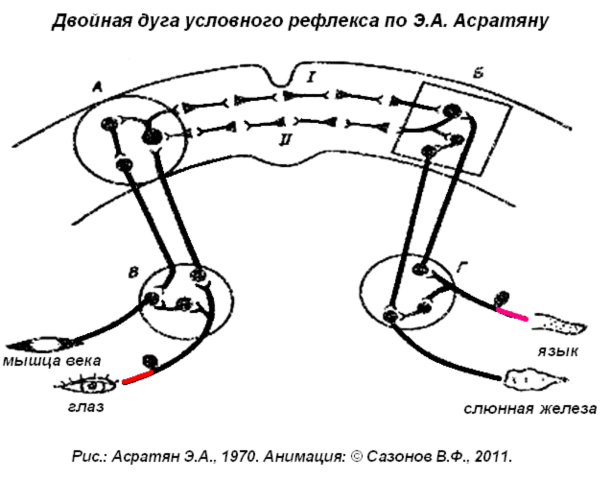 Двойная дуга условного рефлекса по Э.А. Асратяну
I
Б
А
II
В
Г
мышца века
язык
глаз
слюнная железа
Рис.: Асратян Э.А., 1970. Анимация: © Сазонов В.Ф., 2011.